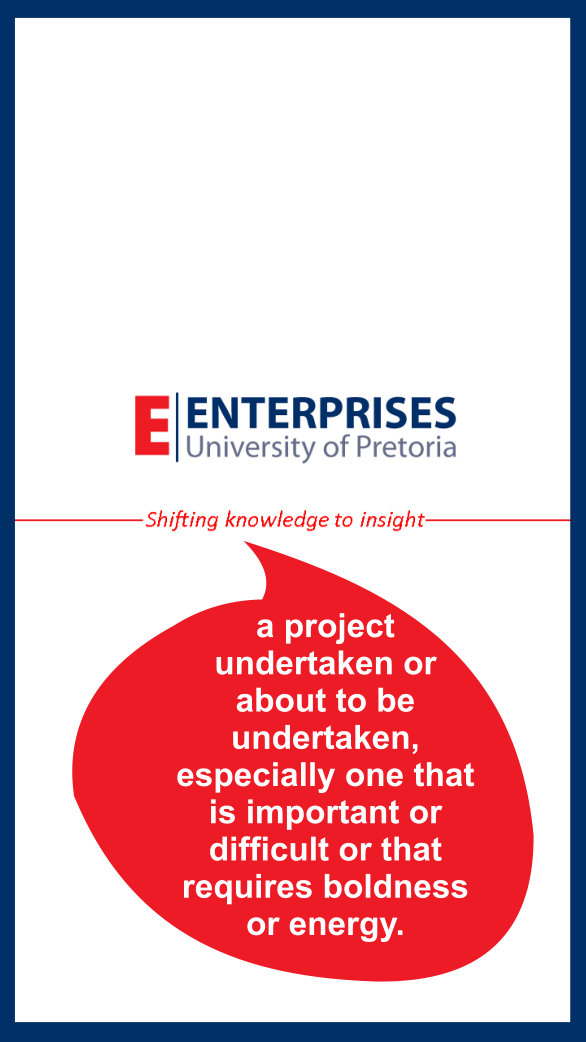 E ENTERPRISES
University of Pretoria
Shifting knowledge to insight
a project
undertaken or
about to be
undertaken,
especially one that
is important or
difficult or that
requires boldness
or energy.